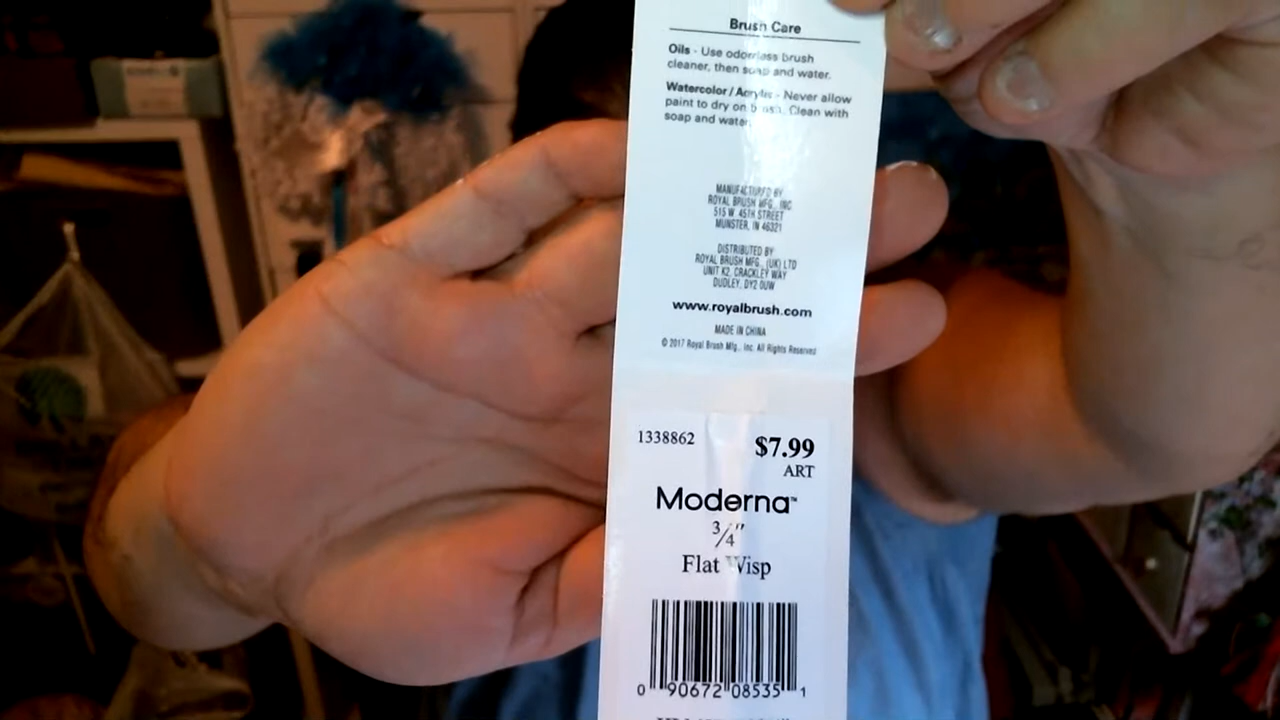 Brush Care
Oils - Use odorless brush
cleaner, then soap and water.
Watercolor / Acrylic - Never allow
paint to dry on brush. Clean with
soap and water.
MANUFACTURED BY
ROYAL BRUSH MFG., INC
515 W. 45TH STREET
MUNSTER, IN 46321
DISTRIBUTED BY
ROYAL BRUSH MFG., (UK) LTD
UNIT K2, CRACKLEY WAY
DUDLEY, DY2 0UW
www.royalbrush.com
MADE IN CHINA
© 2017 Royal Brush Mfg., Inc. All Rights Reserved
1338862 $7.99
ART
Moderna™
3/4"
Flat Wisp
0 90672 08535 1